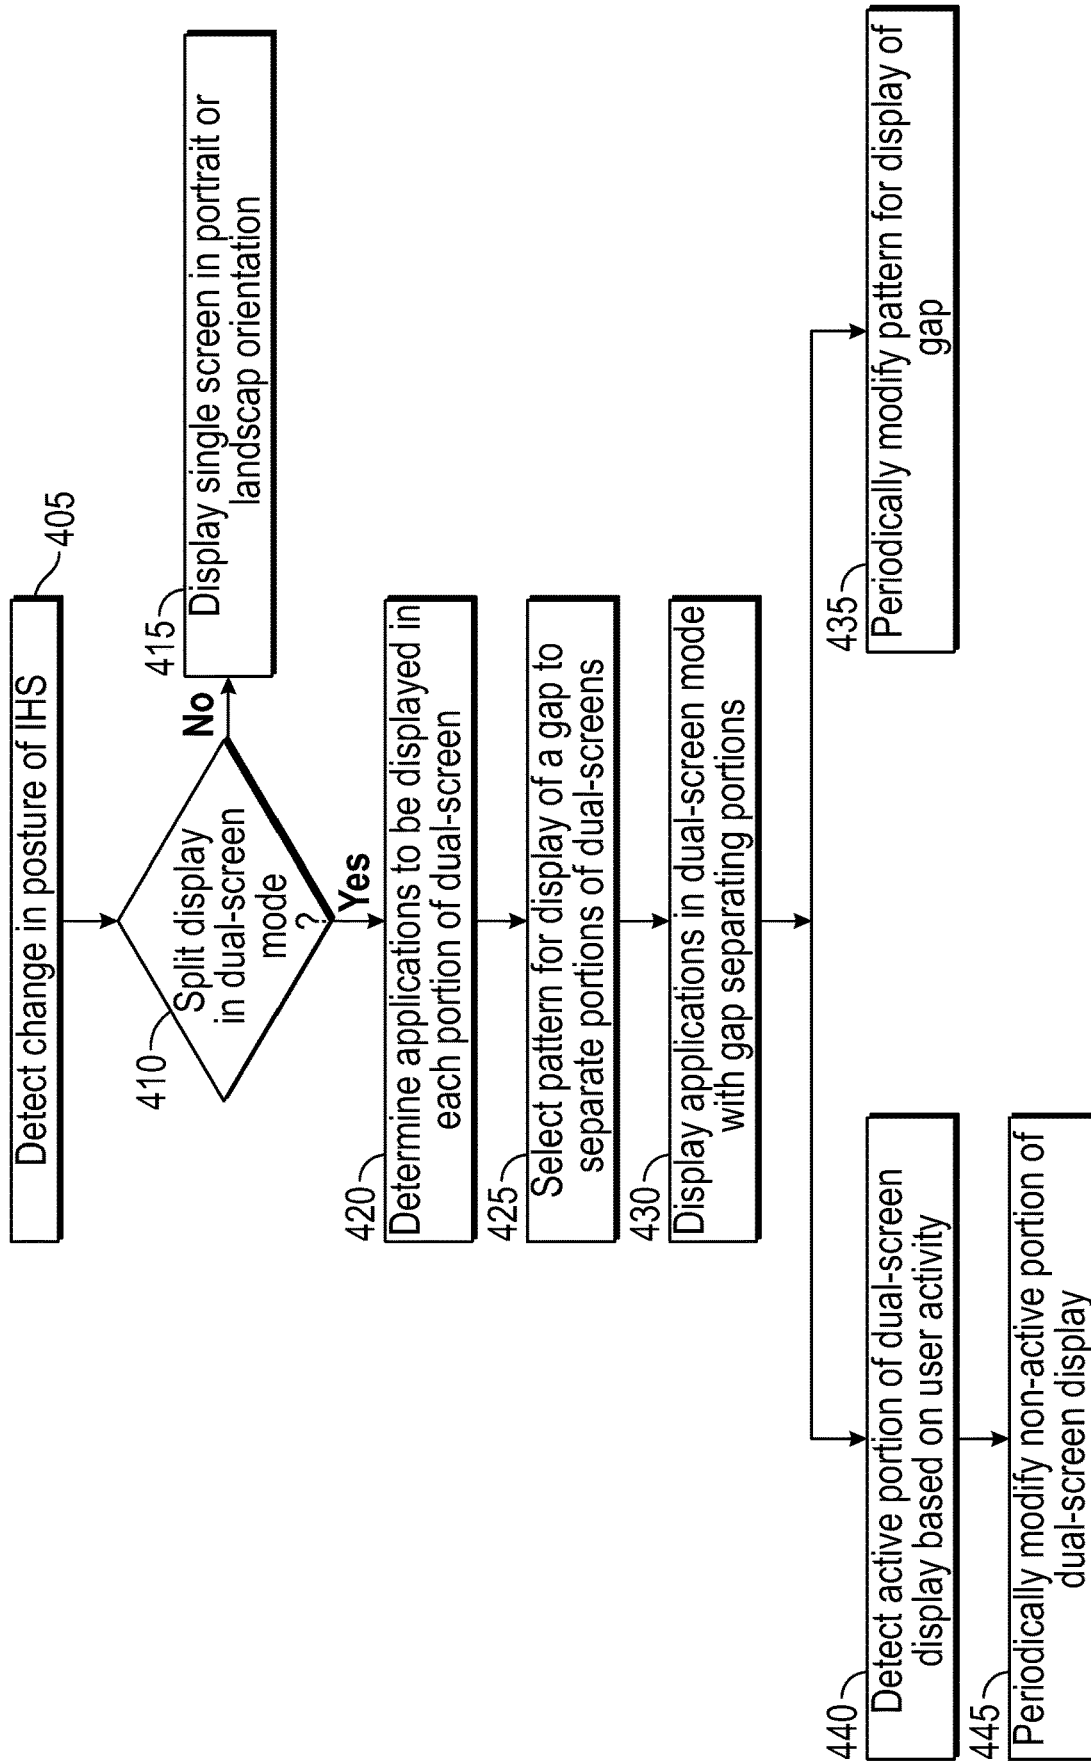 Detect change in posture of IHS
405
410
Split display
in dual-screen
mode
?
No
Yes
415
Display single screen in portrait or
landscap orientation
420
Determine applications to be displayed in
each portion of dual-screen
425
Select pattern for display of a gap to
separate portions of dual-screens
430
Display applications in dual-screen mode
with gap separating portions
440
Detect active portion of dual-screen
display based on user activity
445
Periodically modify non-active portion of
dual-screen display
435
Periodically modify pattern for display of
gap